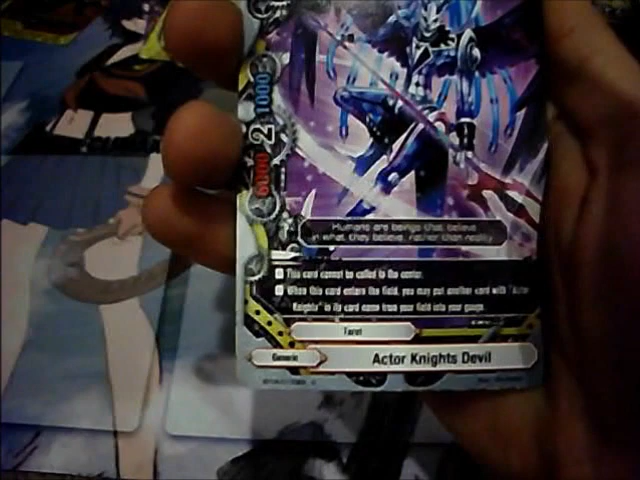 1000
2
6000
Humans are beings that believe
in what they believe, rather than reality.
This card cannot be called to the center.
When this card enters the field, you may put another card with "Actor
Knights" in its card name from your field into your gauge.
Tarot
Generic
Actor Knights Devil